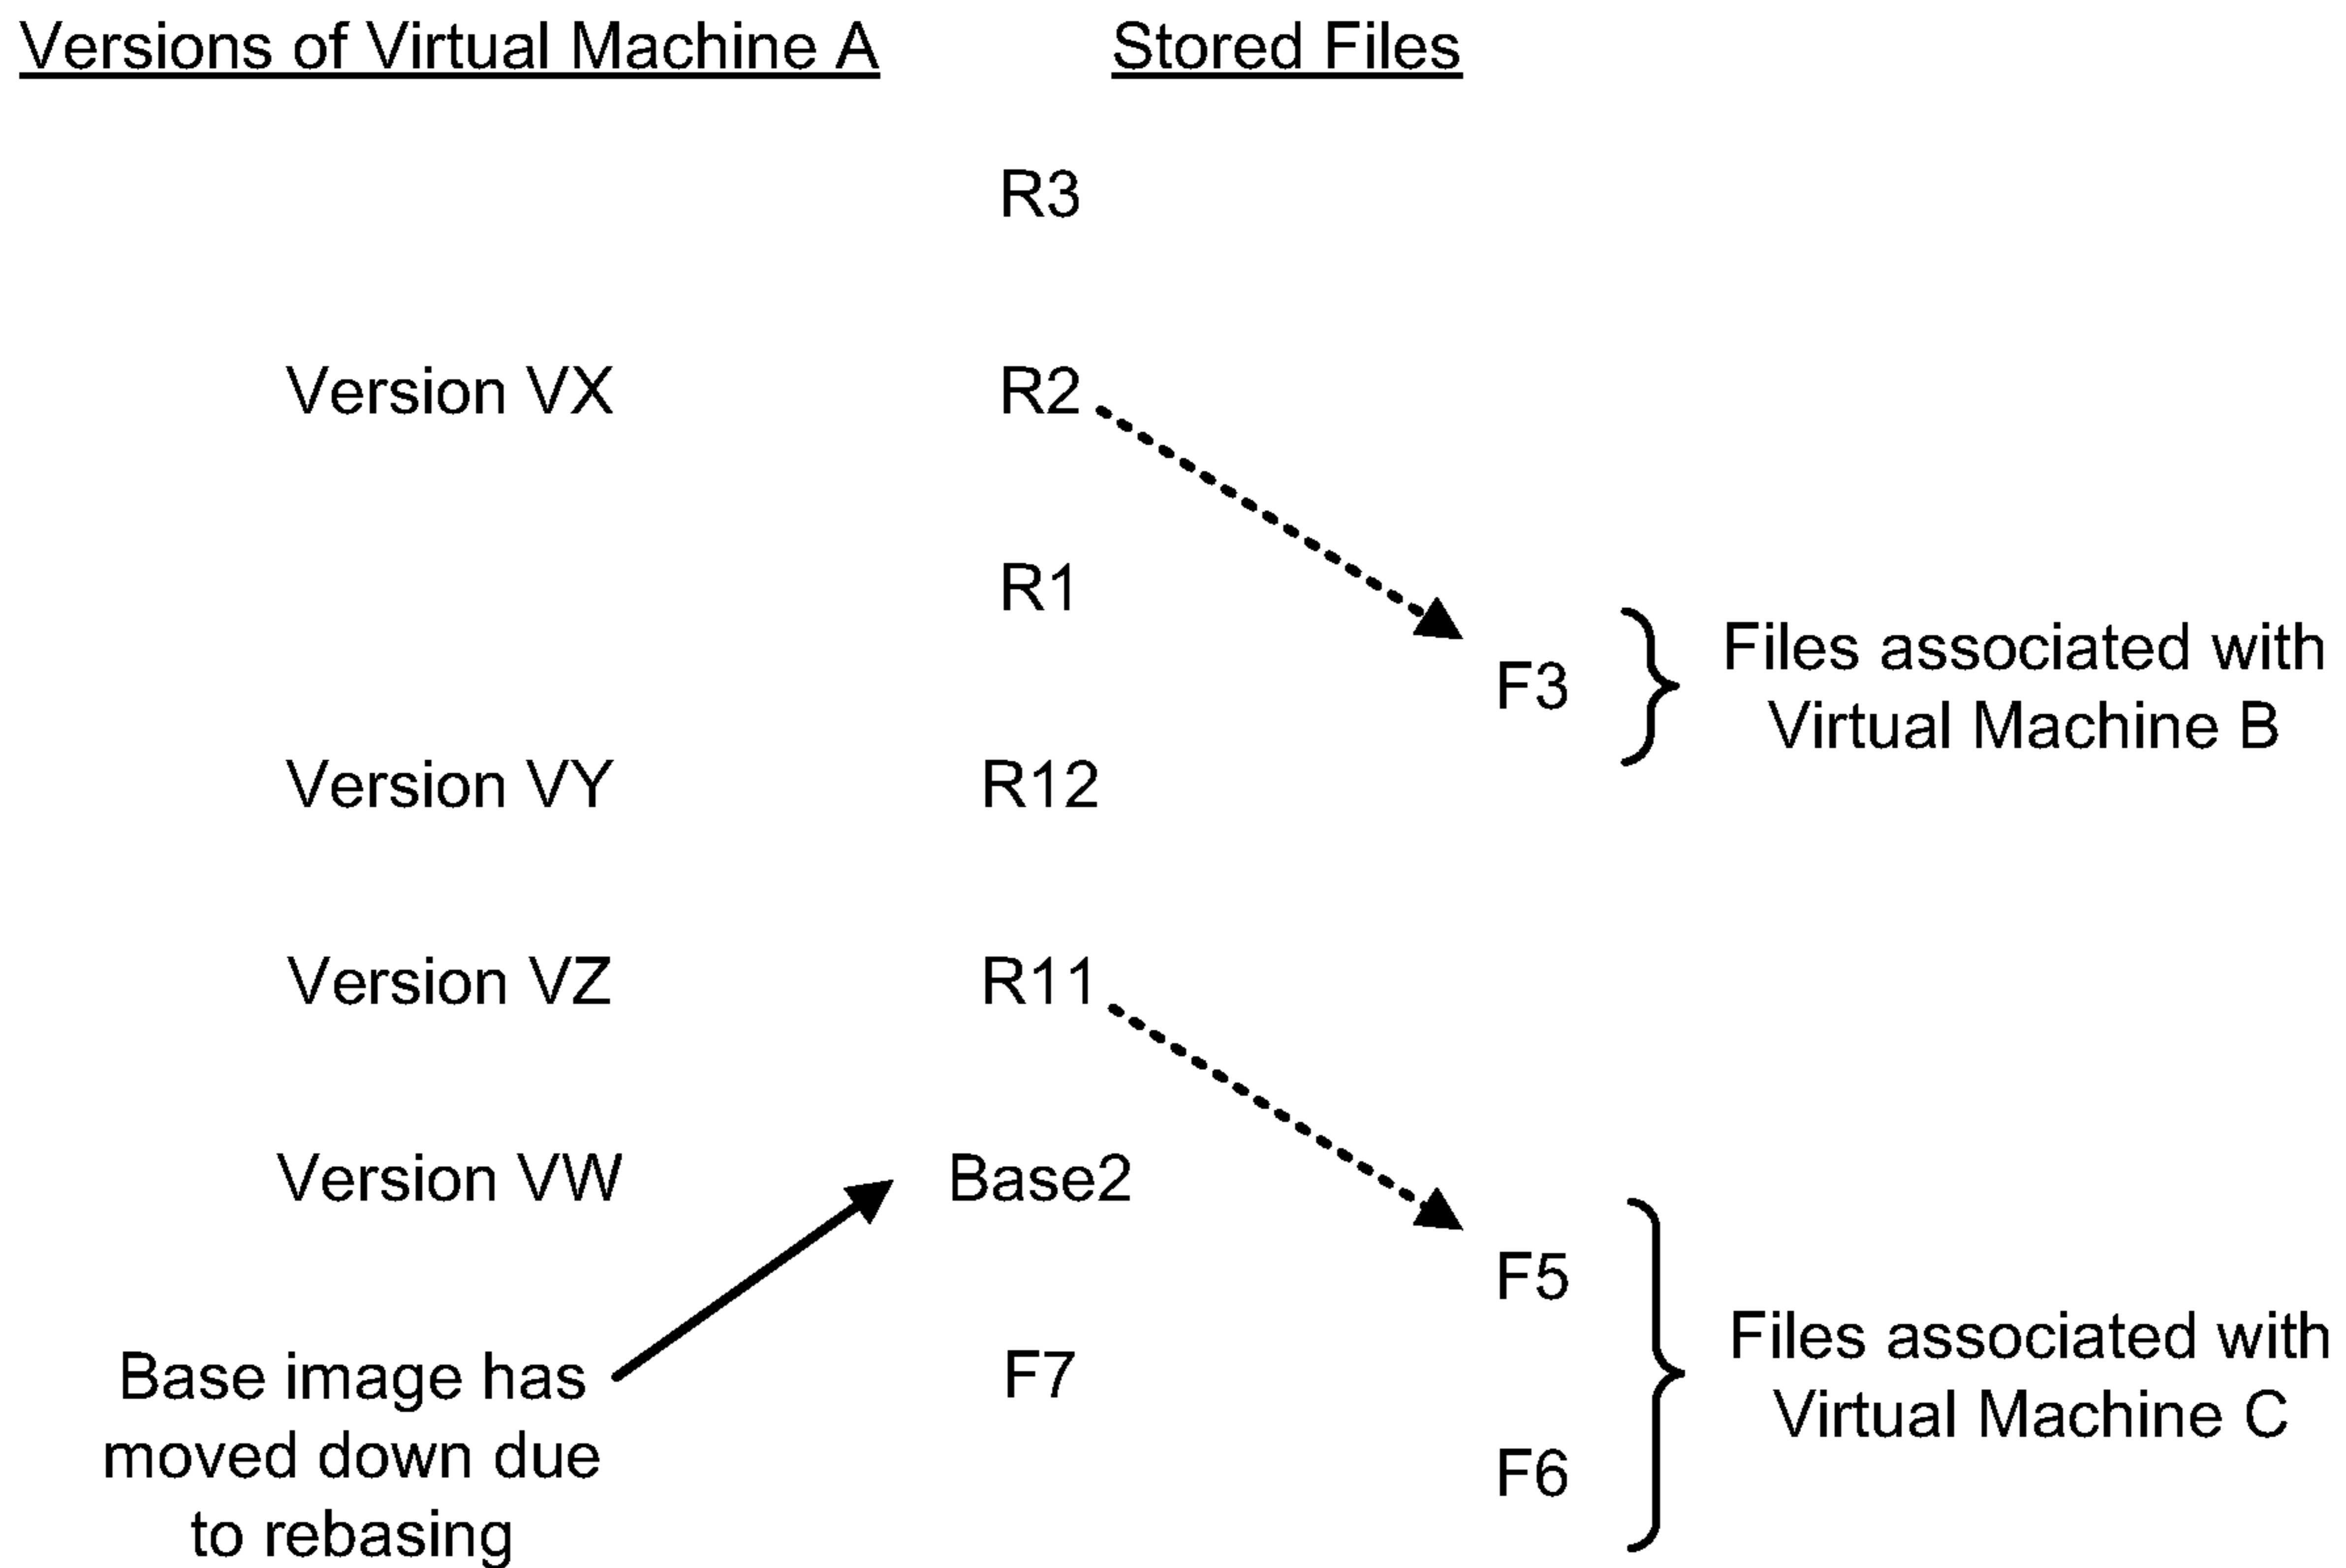 Versions of Virtual Machine A
Stored Files
R3
Version VX
R2
R1
F3
Files associated with
Virtual Machine B
Version VY
R12
Version VZ
R11
Version VW
Base2
F5
Base image has
moved down due
to rebasing
F7
F6
Files associated with
Virtual Machine C